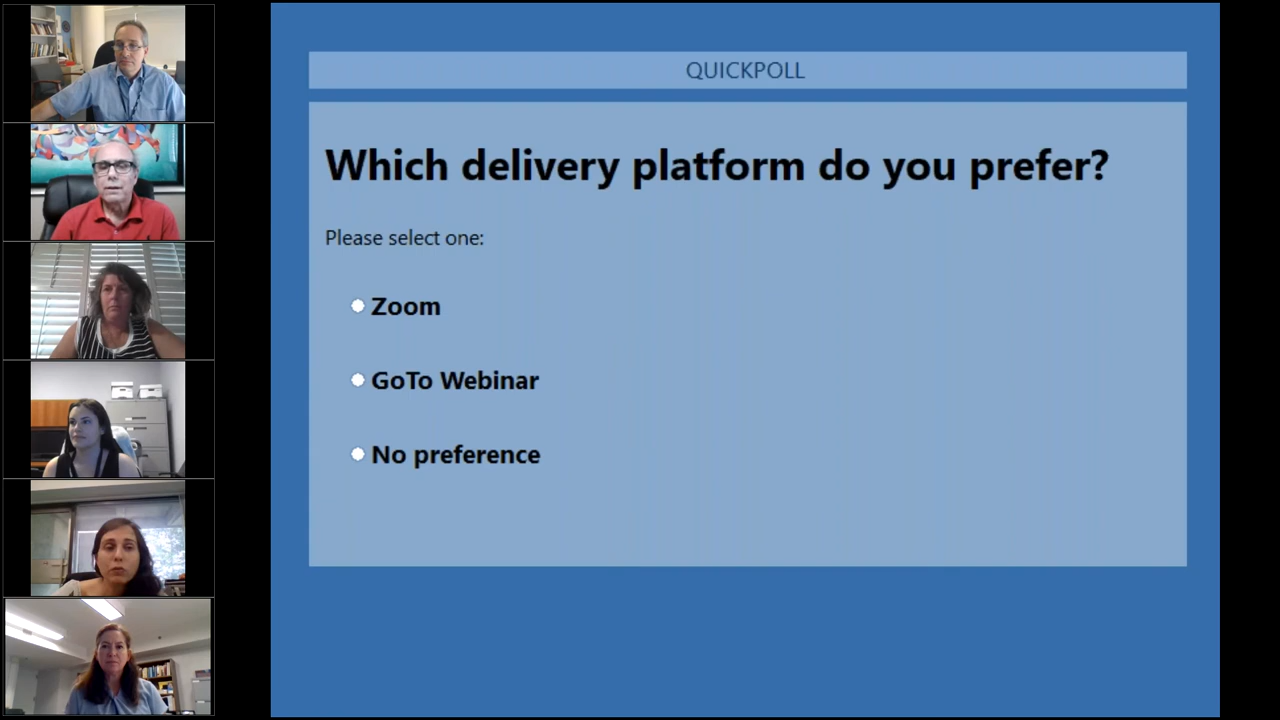 QUICKPOLL
Which delivery platform do you prefer?
Please select one:
Zoom
GoTo Webinar
No preference